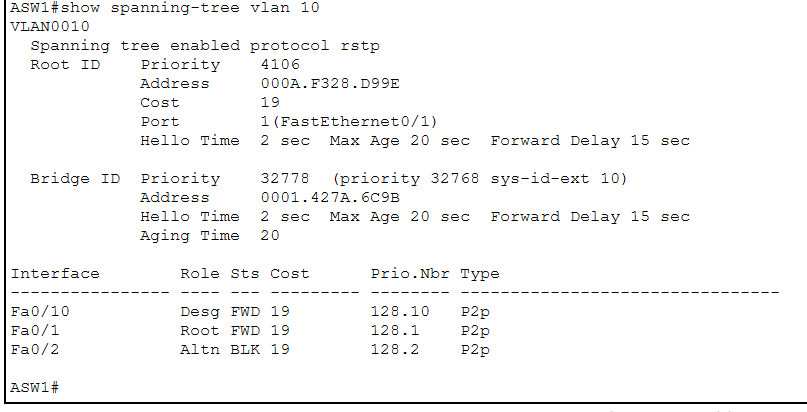 ASW1#show spanning-tree vlan 10
VLAN0010
  Spanning tree enabled protocol rstp
  Root ID    Priority    4106
             Address     000A.F328.D99E
             Cost        19
             Port        1(FastEthernet0/1)
             Hello Time  2 sec  Max Age 20 sec  Forward Delay 15 sec
  Bridge ID  Priority    32778  (priority 32768 sys-id-ext 10)
             Address     0001.427A.6C9B
             Hello Time  2 sec  Max Age 20 sec  Forward Delay 15 sec
             Aging Time  20
Interface        Role Sts Cost      Prio.Nbr Type
---------------- ---- --- --------- -------- --------------------------------
Fa0/10           Desg FWD 19        128.10   P2p
Fa0/1            Root FWD 19        128.1    P2p
Fa0/2            Altn BLK 19        128.2    P2p
ASW1#